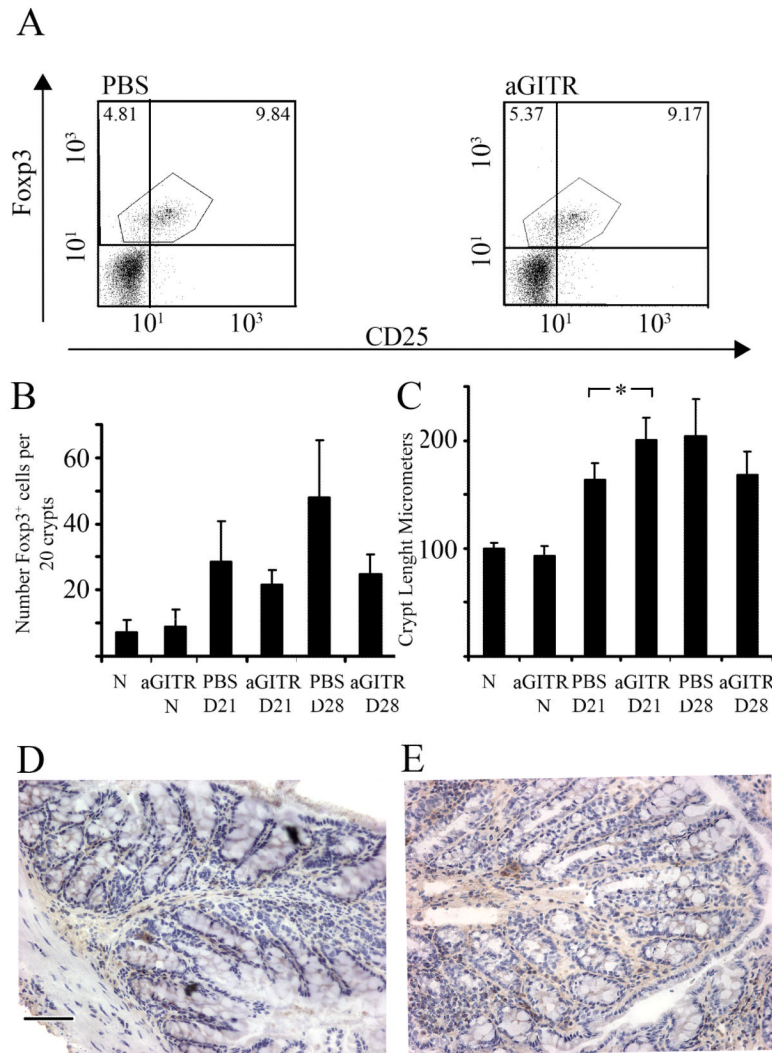 A
PBS
aGITR
4.81
9.84
5.37
9.17
Foxp3
10³
10¹
10³
10¹
10¹
10³
10¹
10³
CD25
B
C
Number Foxp3⁺ cells per
20 crypts
60
40
20
N
aGITR
N
PBS
D21
aGITR
D21
PBS
D28
aGITR
D28
Crypt Lenght Micrometers
200
100
*
N
aGITR
N
PBS
D21
aGITR
D21
PBS
D28
aGITR
D28
D
E